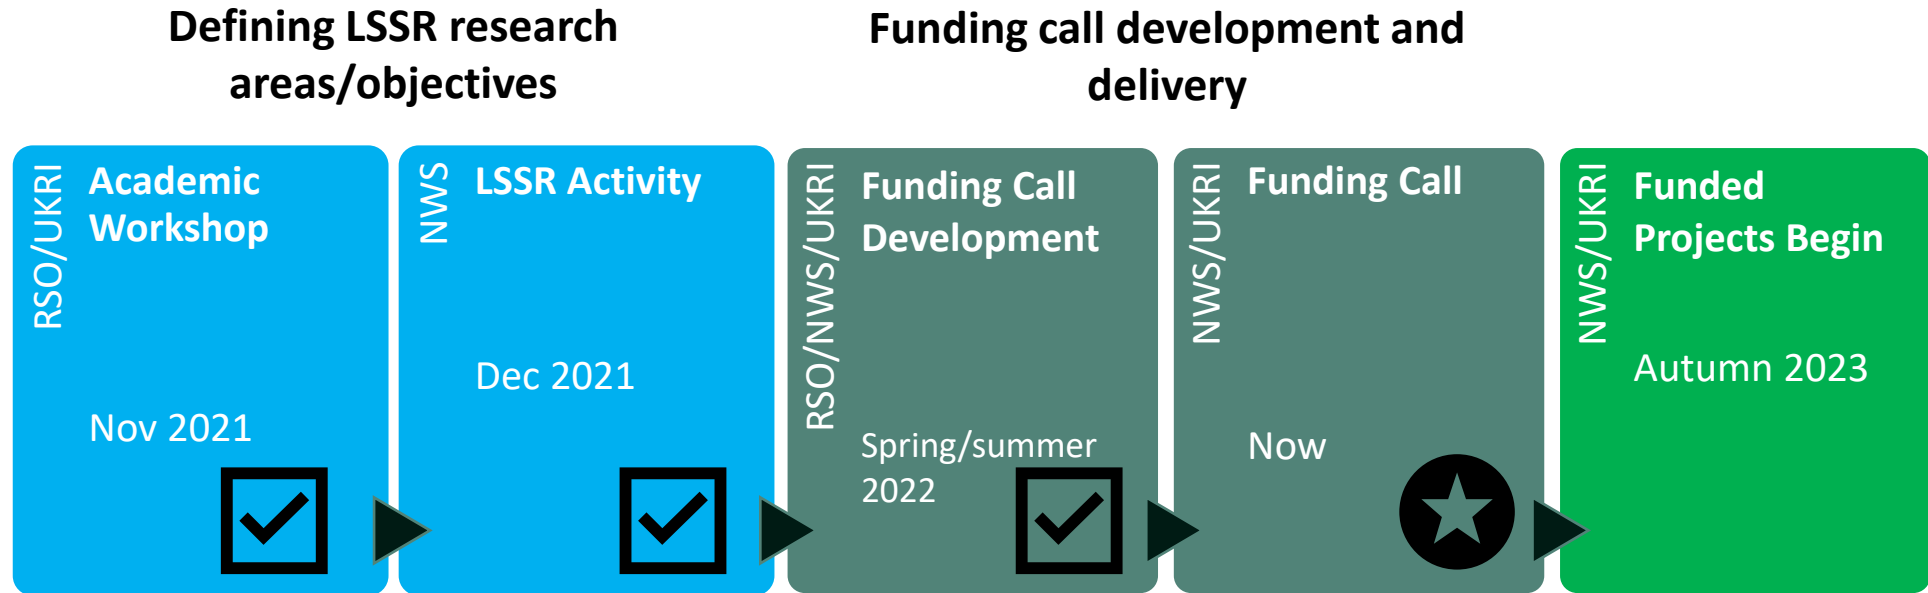 Defining LSSR research
areas/objectives
Funding call development and
delivery
RSO/UKRI
Academic
Workshop
Nov 2021
NWS
LSSR Activity
Dec 2021
RSO/NWS/UKRI
Funding Call
Development
Spring/summer
2022
NWS/UKRI
Funding Call
Now
NWS/UKRI
Funded
Projects Begin
Autumn 2023